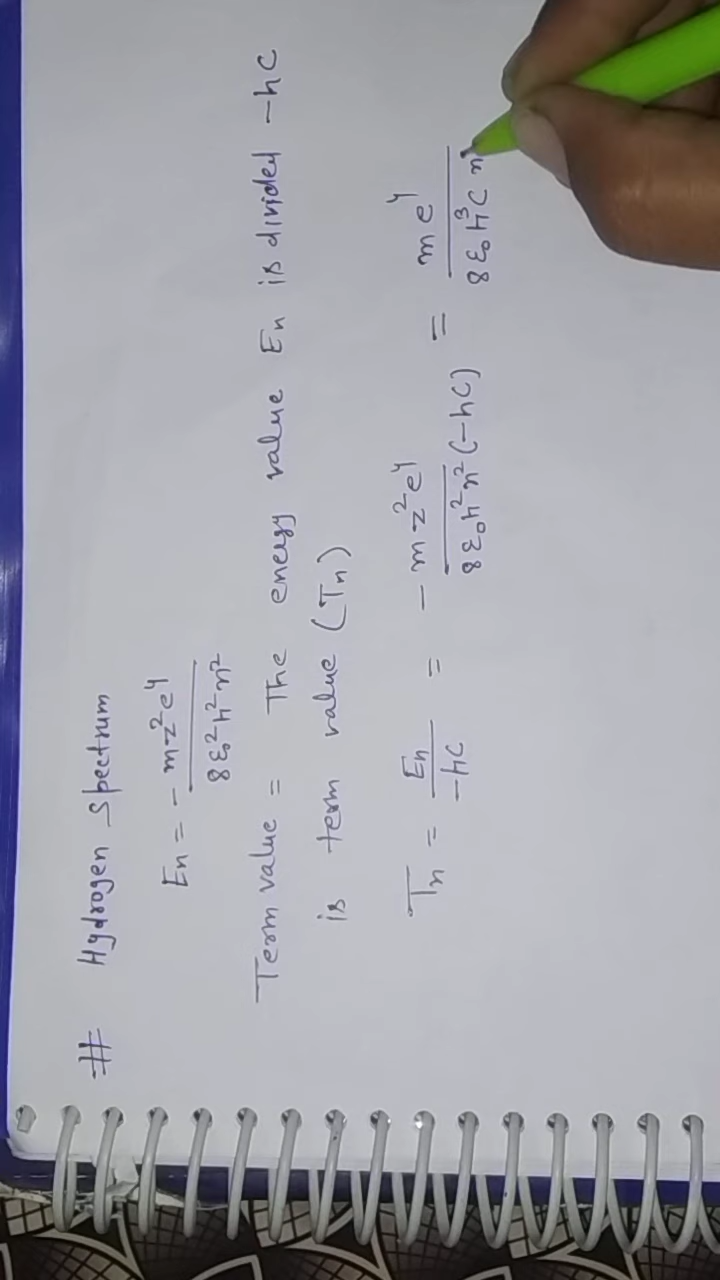 # Hydrogen Spectrum
En = - mz²e⁴ / 8ε₀²h²n²
Term value = The energy value En is divided -hc
is term value (Tn)
Tn = En / -hc = - mz²e⁴ / 8ε₀h²n²(-hc) = me⁴ / 8ε₀h³c n